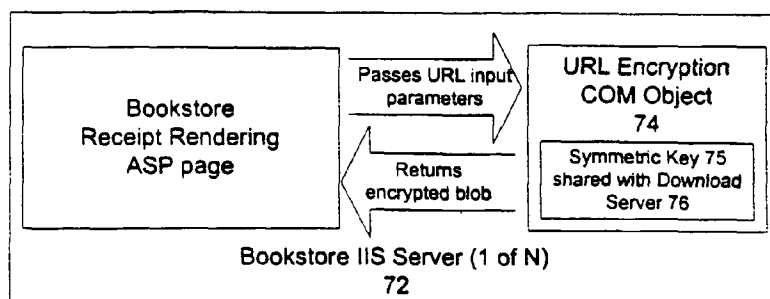 Bookstore
Receipt Rendering
ASP page
Passes URL input
parameters
Returns
encrypted blob
URL Encryption
COM Object
74
Symmetric Key 75
shared with Download
Server 76
Bookstore IIS Server (1 of N)
72